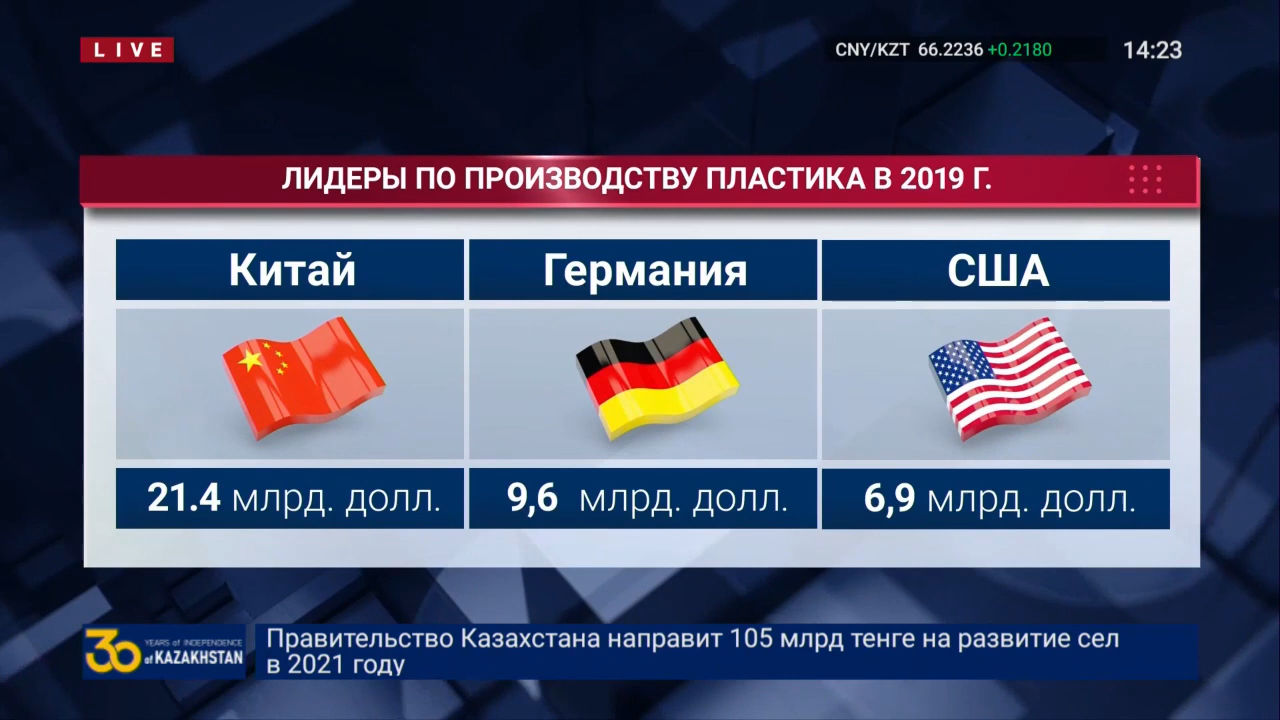 LIVE
CNY/KZT 66.2236 +0.2180
14:23
ЛИДЕРЫ ПО ПРОИЗВОДСТВУ ПЛАСТИКА В 2019 Г.
Китай
Германия
США
21.4 млрд. долл.
9,6 млрд. долл.
6,9 млрд. долл.
30 YEARS of INDEPENDENCE
of KAZAKHSTAN
Правительство Казахстана направит 105 млрд тенге на развитие сел
в 2021 году